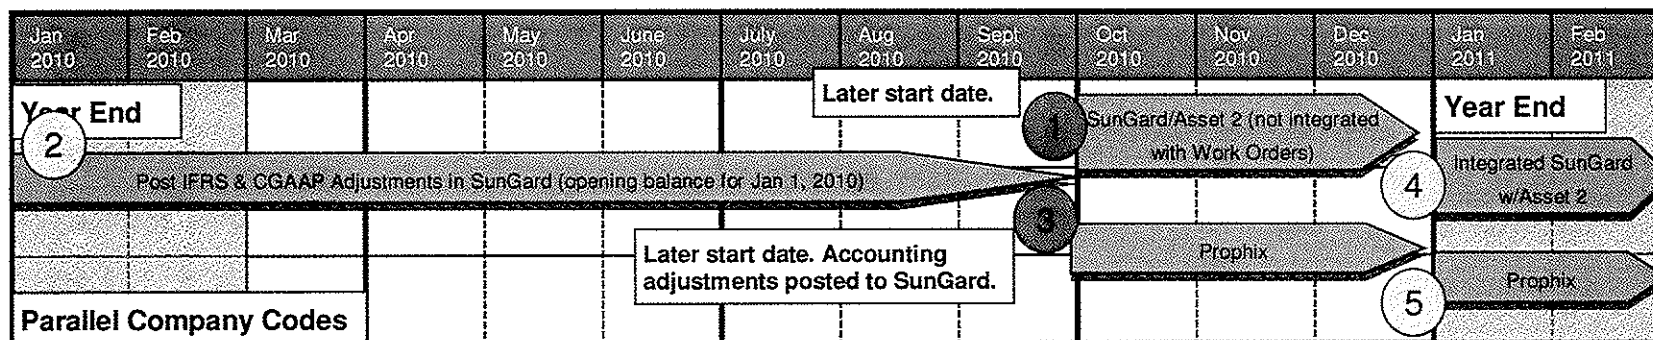 Jan 2010
Feb 2010
Mar 2010
Apr 2010
May 2010
June 2010
July 2010
Aug 2010
Sept 2010
Oct 2010
Nov 2010
Dec 2010
Jan 2011
Feb 2011
Year End
Later start date.
1
SunGard/Asset 2 (not integrated
with Work Orders)
Year End
2
Post IFRS & CGAAP Adjustments in SunGard (opening balance for Jan 1, 2010)
4
Integrated SunGard
w/Asset 2
3
Later start date. Accounting
adjustments posted to SunGard.
Prophix
5
Prophix
Parallel Company Codes